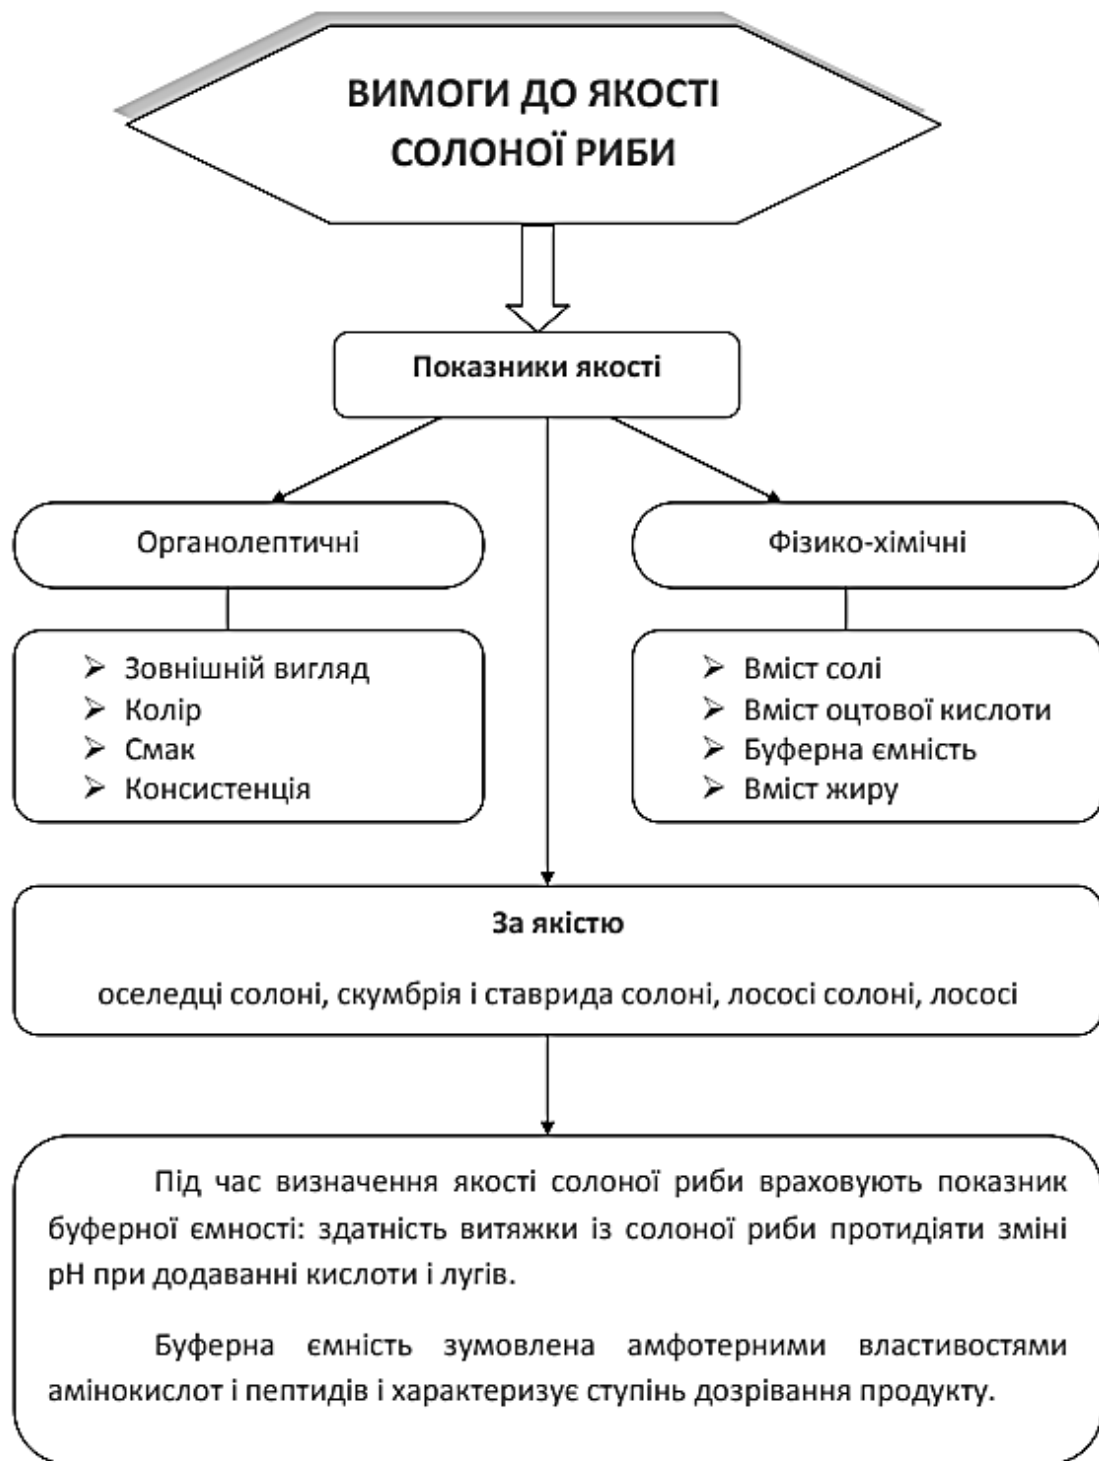 ВИМОГИ ДО ЯКОСТІ
СОЛОНОЇ РИБИ
Показники якості
Органолептичні
Зовнішній вигляд
Колір
Смак
Консистенція
Фізико-хімічні
Вміст солі
Вміст оцтової кислоти
Буферна ємність
Вміст жиру
За якістю
оселедці солоні, скумбрія і ставрида солоні, лососі солоні, лососі
Під час визначення якості солоної риби враховують показник
буферної ємності: здатність витяжки із солоної риби протидіяти зміні
рН при додаванні кислоти і лугів.
Буферна ємність зумовлена амфотерними властивостями
амінокислот і пептидів і характеризує ступінь дозрівання продукту.